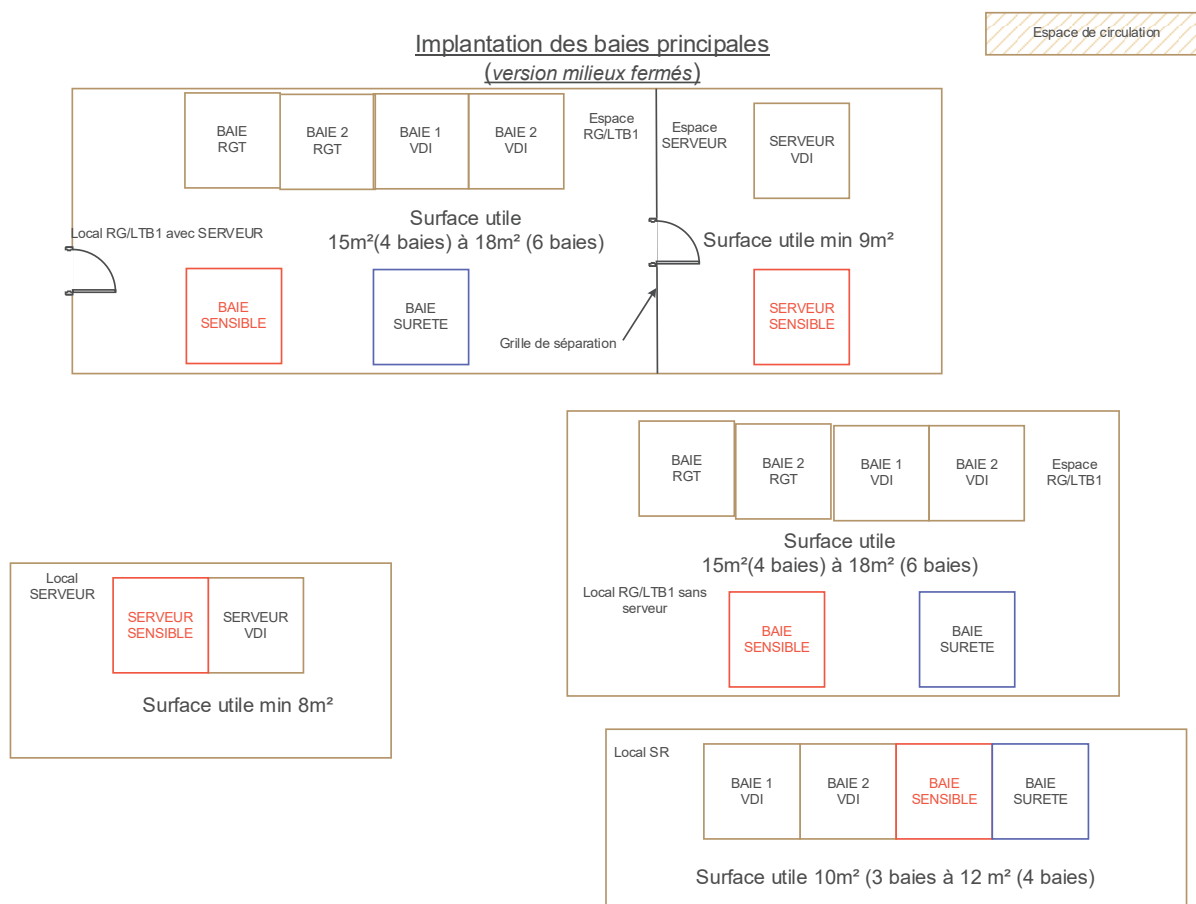 Espace de circulation
Implantation des baies principales
(version milieux fermés)
BAIE
RGT
BAIE 2
RGT
BAIE 1
VDI
BAIE 2
VDI
Espace
RG/LTB1
Espace
SERVEUR
SERVEUR
VDI
Local RG/LTB1 avec SERVEUR
Surface utile
15m²(4 baies) à 18m² (6 baies)
Surface utile min 9m²
BAIE
SENSIBLE
BAIE
SURETE
Grille de séparation
SERVEUR
SENSIBLE
BAIE
RGT
BAIE 2
RGT
BAIE 1
VDI
BAIE 2
VDI
Espace
RG/LTB1
Surface utile
15m²(4 baies) à 18m² (6 baies)
Local RG/LTB1 sans
serveur
BAIE
SENSIBLE
BAIE
SURETE
Local
SERVEUR
SERVEUR
SENSIBLE
SERVEUR
VDI
Surface utile min 8m²
Local SR
BAIE 1
VDI
BAIE 2
VDI
BAIE
SENSIBLE
BAIE
SURETE
Surface utile 10m² (3 baies à 12 m² (4 baies)